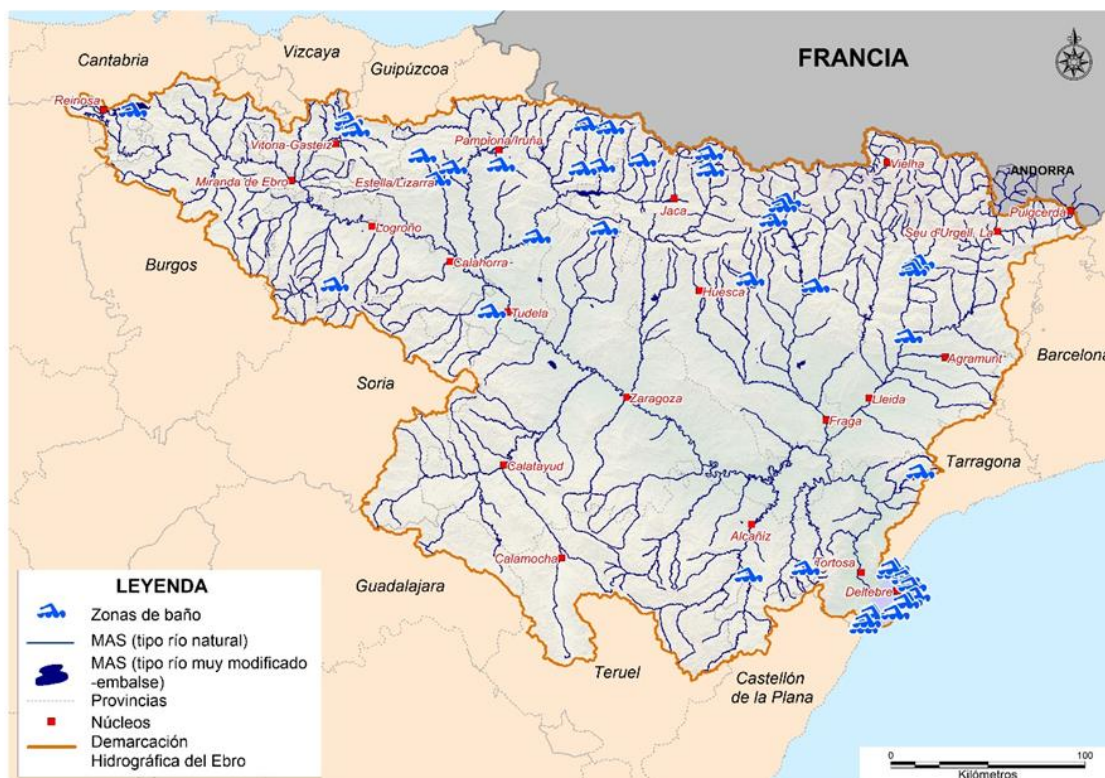 Vizcaya
Cantabria
Guipúzcoa
FRANCIA
Reinosa
Vitoria-Gasteiz
Pamplona/Iruña
Vielha
ANDORRA
Miranda de Ebro
Estella/Lizarra
Jaca
Puigcerdá
Seu d'Urgell, La
Logroño
Burgos
Calahorra
Huesca
Tudela
Barcelona
Agramunt
Soria
Zaragoza
Lleida
Fraga
Tarragona
Calatayud
Alcañiz
Calamocha
Tortosa
Deltebre
Guadalajara
Teruel
Castellón
de la Plana
LEYENDA
Zonas de baño
MAS (tipo río natural)
MAS (tipo río muy modificado
-embalse)
Provincias
Núcleos
Demarcación
Hidrográfica del Ebro
0 100
Kilómetros